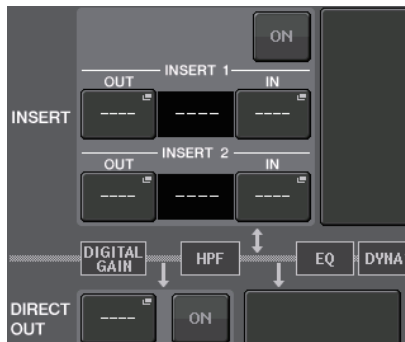 ON
INSERT 1
OUT IN
INSERT
---- ---- ----
INSERT 2
OUT IN
---- ---- ----
DIGITAL
GAIN
HPF
EQ
DYNA
DIRECT
OUT
----
ON